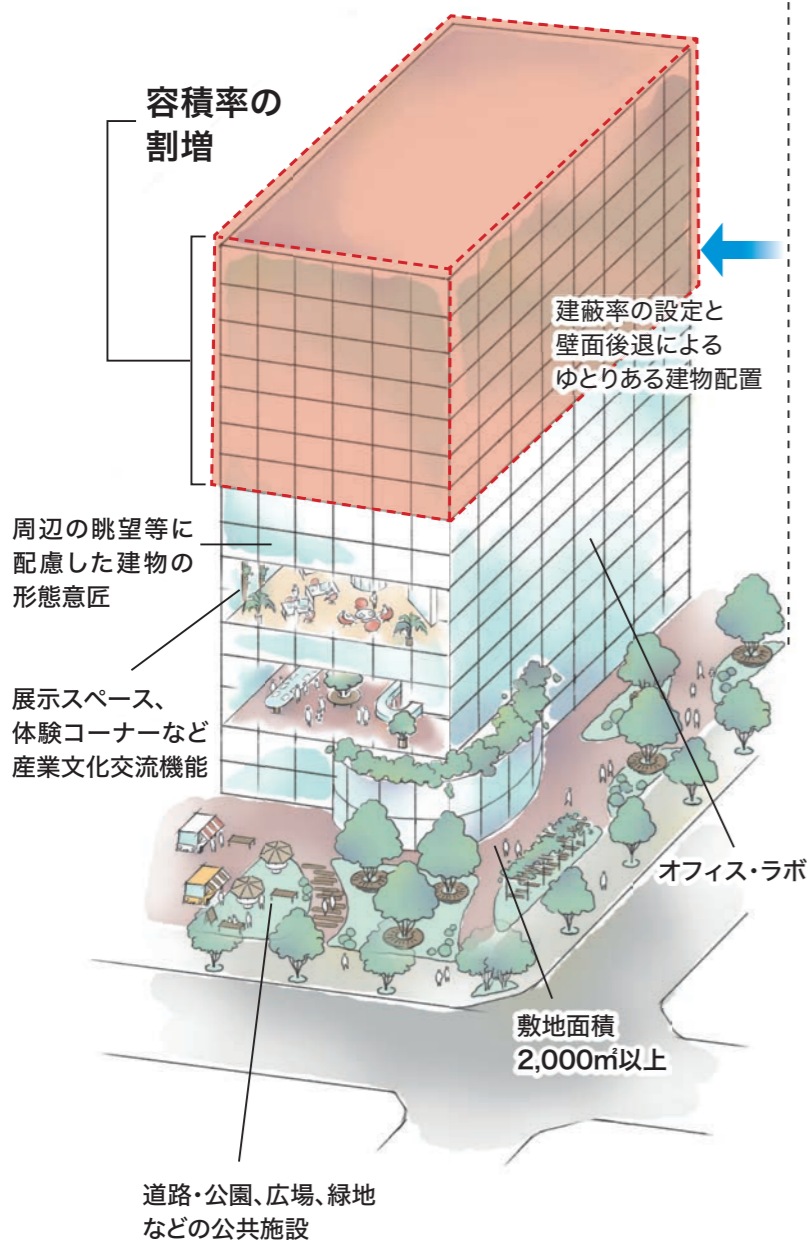 容積率の
割増
建蔽率の設定と
壁面後退による
ゆとりある建物配置
周辺の眺望等に
配慮した建物の
形態意匠
展示スペース、
体験コーナーなど
産業文化交流機能
オフィス・ラボ
敷地面積
2,000㎡以上
道路・公園、広場、緑地
などの公共施設